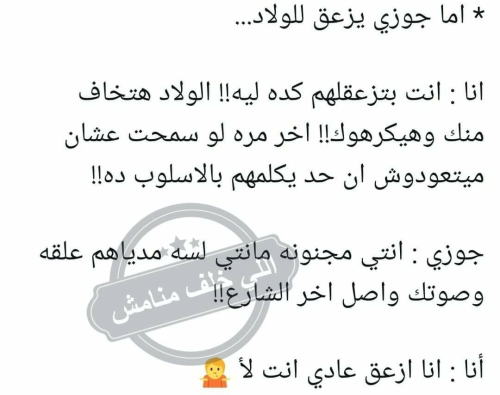 * اما جوزي يزعق للولاد...
انا : انت بتزعقلهم كده ليه!! الولاد هتخاف
منك وهيكرهوك!! اخر مره لو سمحت عشان
ميتعودوش ان حد يكلمهم بالاسلوب ده!!
جوزي : انتي مجنونه مانتي لسه مدياهم علقه
وصوتك واصل اخر الشارع!!
أنا : انا ازعق عادي انت لأ 🤷
اللي خلف منامش